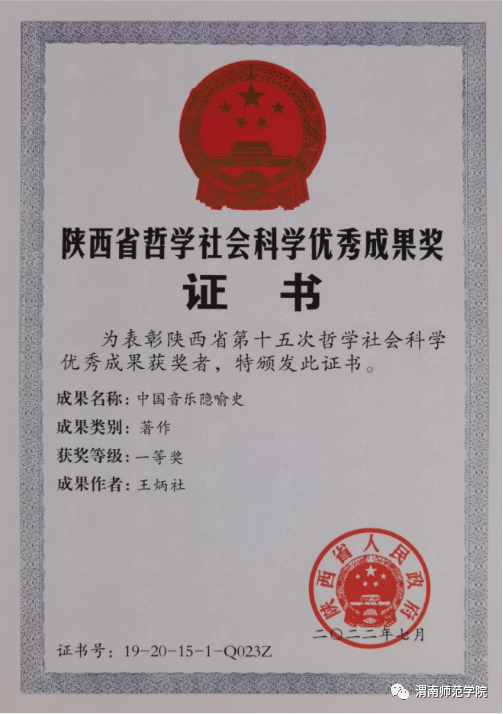 陕西省哲学社会科学优秀成果奖
证 书
为表彰陕西省第十五次哲学社会科学
优秀成果获奖者，特颁发此证书。
成果名称：中国音乐隐喻史
成果类别：著作
获奖等级：一等奖
成果作者：王炳社
陕西省人民政府
二〇二二年七月
证书号：19-20-15-1-Q023Z
渭南师范学院